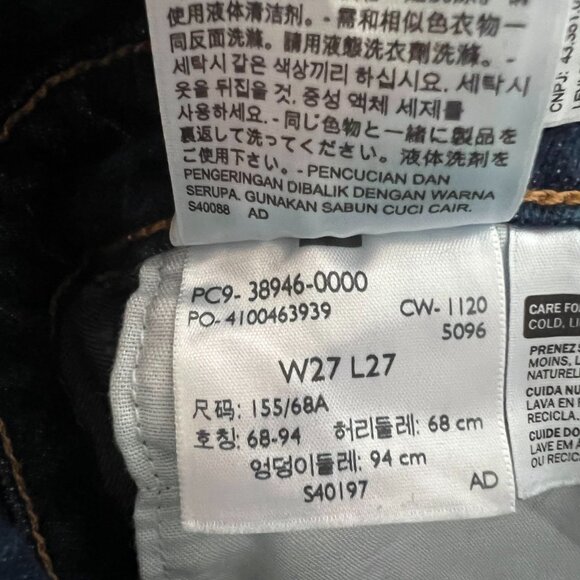 使用液体清洁剂。- 需和相似色衣物一
同反面洗滌。請用液態洗衣劑洗滌。-
세탁시 같은 색상끼리 하십시요. 세탁시
옷을 뒤집을 것. 중성 액체 세제를
사용하세요. - 同じ色物と一緒に製品を
裏返して洗ってください。液体洗剤を
ご使用下さい。- PENCUCIAN DAN
PENGERINGAN DIBALIK DENGAN WARNA
SERUPA. GUNAKAN SABUN CUCI CAIR.
S40088 AD
CNPJ:
PC9- 38946-0000
PO- 4100463939
CW- 1120
5096
W27 L27
尺码: 155/68A
호칭: 68-94 허리둘레: 68 cm
엉덩이둘레: 94 cm
S40197
AD
CARE FO
COLD, LI
PRENEZ S
MOINS, L
NATUREL
CUIDA NU
LAVA EN F
RECICLA.
CUIDE DO
LAVE EM A
OU RECIC